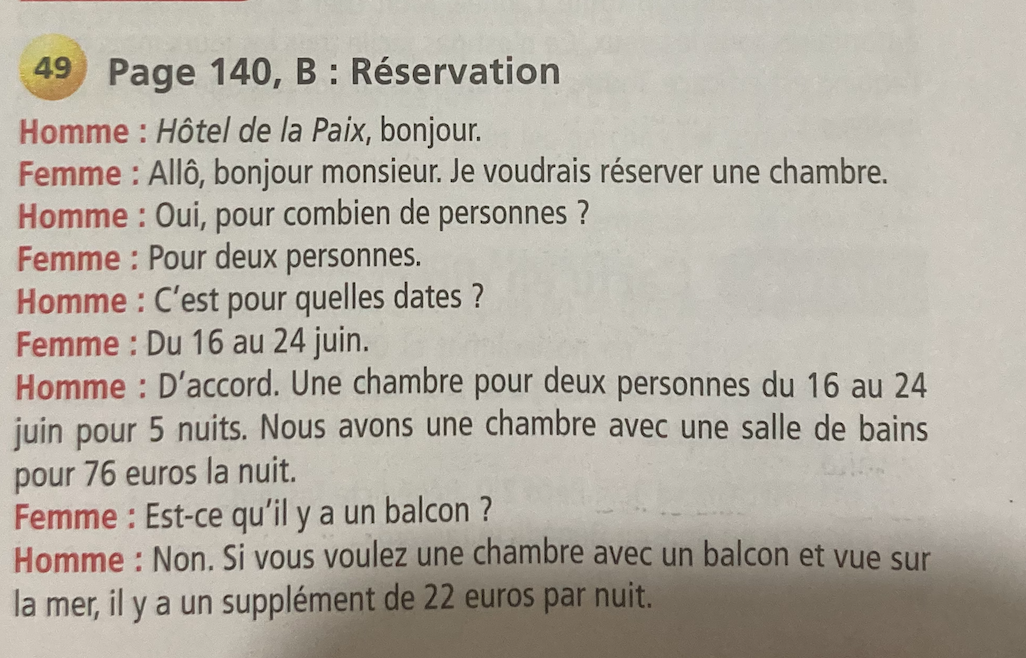 49 Page 140, B : Réservation
Homme : Hôtel de la Paix, bonjour.
Femme : Allô, bonjour monsieur. Je voudrais réserver une chambre.
Homme : Oui, pour combien de personnes ?
Femme : Pour deux personnes.
Homme : C'est pour quelles dates ?
Femme : Du 16 au 24 juin.
Homme : D'accord. Une chambre pour deux personnes du 16 au 24
juin pour 5 nuits. Nous avons une chambre avec une salle de bains
pour 76 euros la nuit.
Femme : Est-ce qu'il y a un balcon ?
Homme : Non. Si vous voulez une chambre avec un balcon et vue sur
la mer, il y a un supplément de 22 euros par nuit.